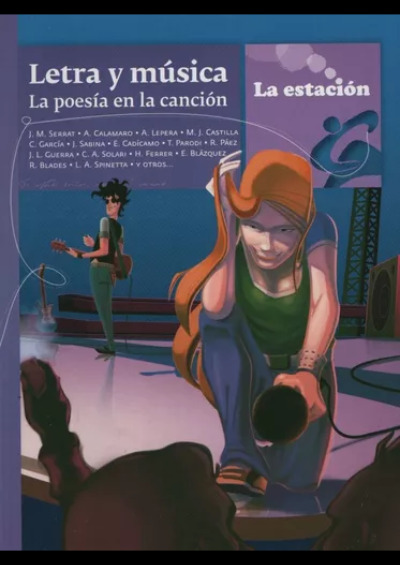 Letra y música
La poesía en la canción
La estación
J. M. Serrat • A. Calamaro • A. Lepera • M. J. Castilla
C. García • J. Sabina • E. Cadícamo • T. Parodi • R. Páez
J. L. Guerra • C. A. Solari • H. Ferrer • E. Blázquez
R. Blades • L. A. Spinetta • y otros...